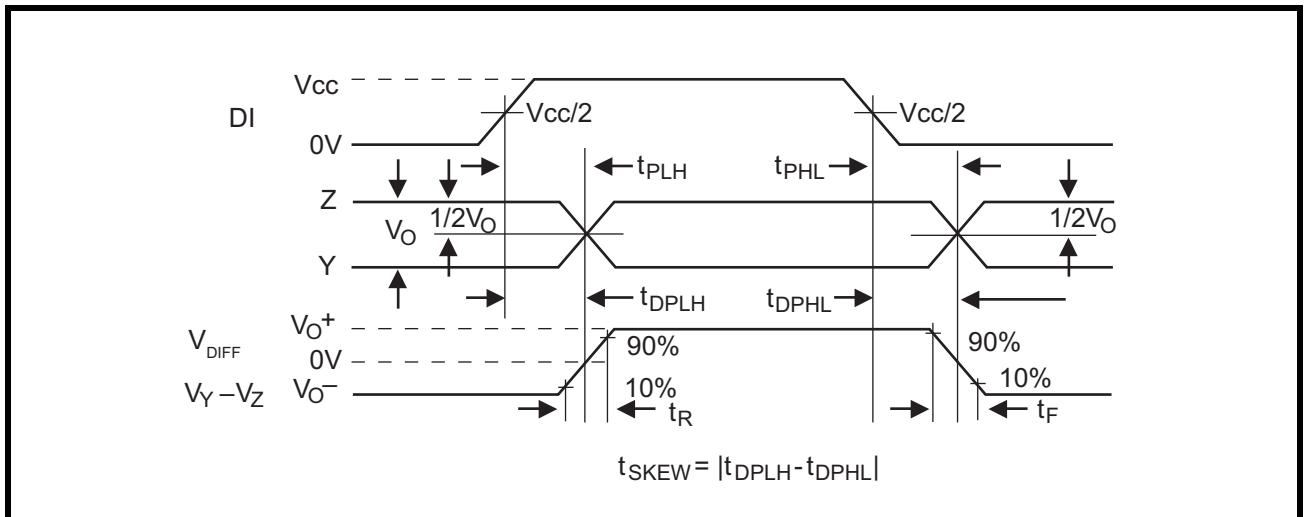 Vcc
DI
Vcc/2
Vcc/2
0V
tPLH
tPHL
Z
VO
1/2VO
1/2VO
Y
tDPLH
tDPHL
VO+
VDIFF
0V
90%
90%
VY –VZ
VO–
10%
10%
tR
tF
tSKEW= |tDPLH-tDPHL|